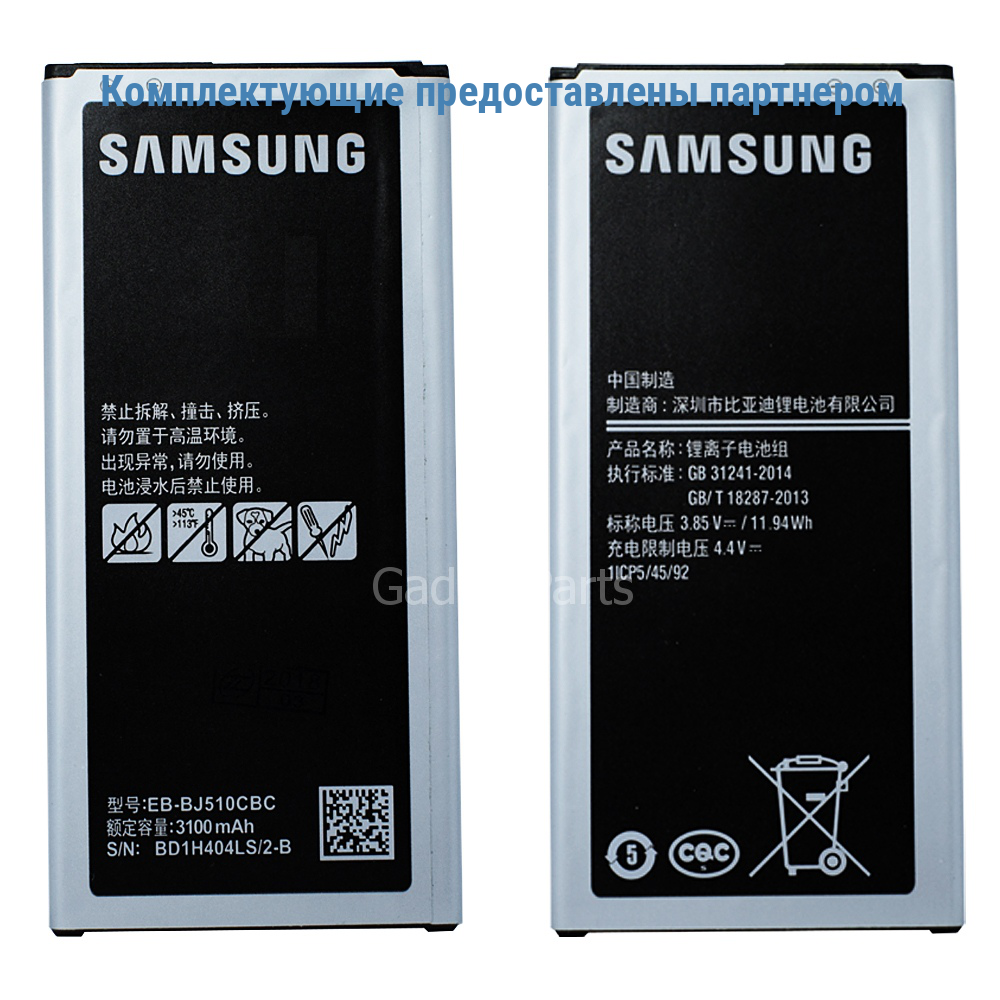 Комплектующие предоставлены партнером
SAMSUNG
禁止拆解、撞击、挤压。
请勿置于高温环境。
出现异常,请勿使用。
电池浸水后禁止使用。
>45°C
>113°F
型号:EB-BJ510CBC
额定容量:3100mAh
S/N: BD1H404LS/2-B
SAMSUNG
中国制造
制造商:深圳市比亚迪锂电池有限公司
产品名称:锂离子电池组
执行标准:GB 31241-2014
GB/T 18287-2013
标称电压 3.85V⎓/11.94Wh
充电限制电压 4.4V⎓
1ICP5/45/92
5
CQC
S